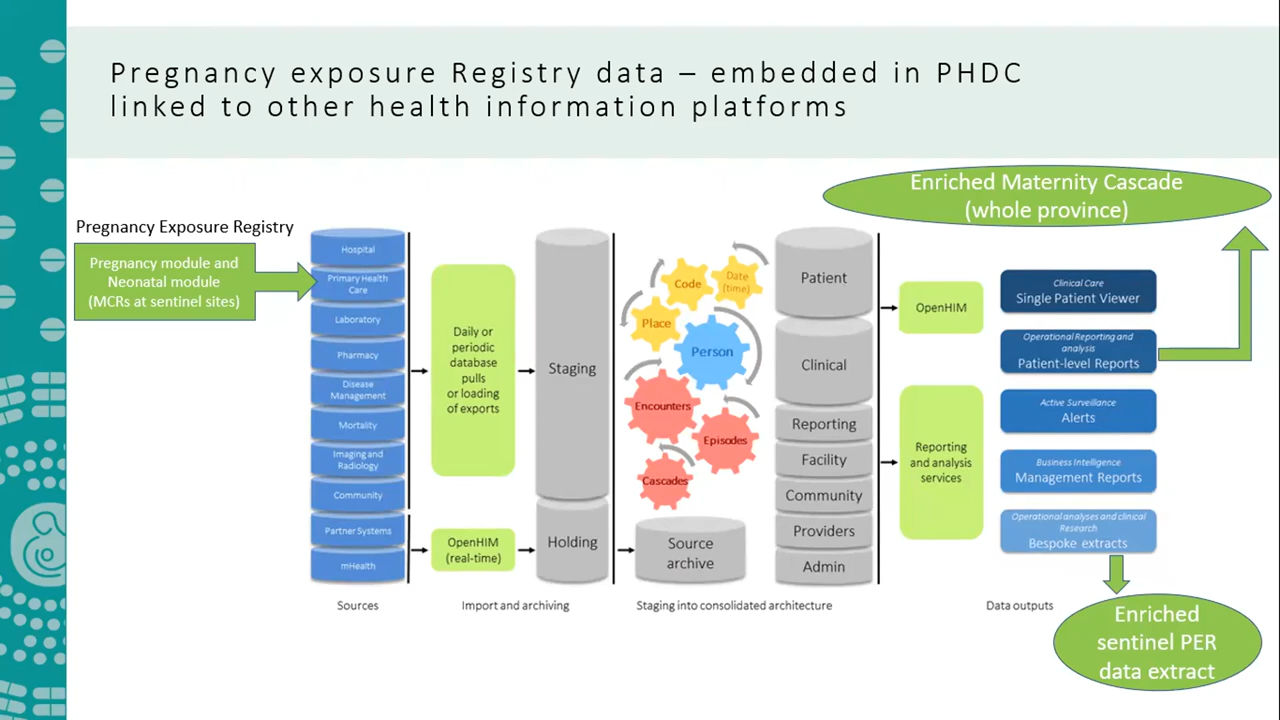 Pregnancy exposure Registry data – embedded in PHDC
linked to other health information platforms
Enriched Maternity Cascade
(whole province)
Pregnancy Exposure Registry
Pregnancy module and
Neonatal module
(MCRs at sentinel sites)
Hospital
Primary Health
Care
Laboratory
Pharmacy
Disease
Management
Mortality
Imaging and
Radiology
Community
Partner Systems
mHealth
Sources
Daily or
periodic
database
pulls
or loading
of exports
OpenHIM
(real-time)
Import and archiving
Staging
Holding
Code
Date
(time)
Place
Person
Encounters
Episodes
Cascades
Source
archive
Staging into consolidated architecture
Patient
Clinical
Reporting
Facility
Community
Providers
Admin
OpenHIM
Reporting
and analysis
services
Clinical Care
Single Patient Viewer
Operational Reporting and
analysis
Patient-level Reports
Active Surveillance
Alerts
Business Intelligence
Management Reports
Operational analyses and clinical
Research
Bespoke extracts
Data outputs
Enriched
sentinel PER
data extract